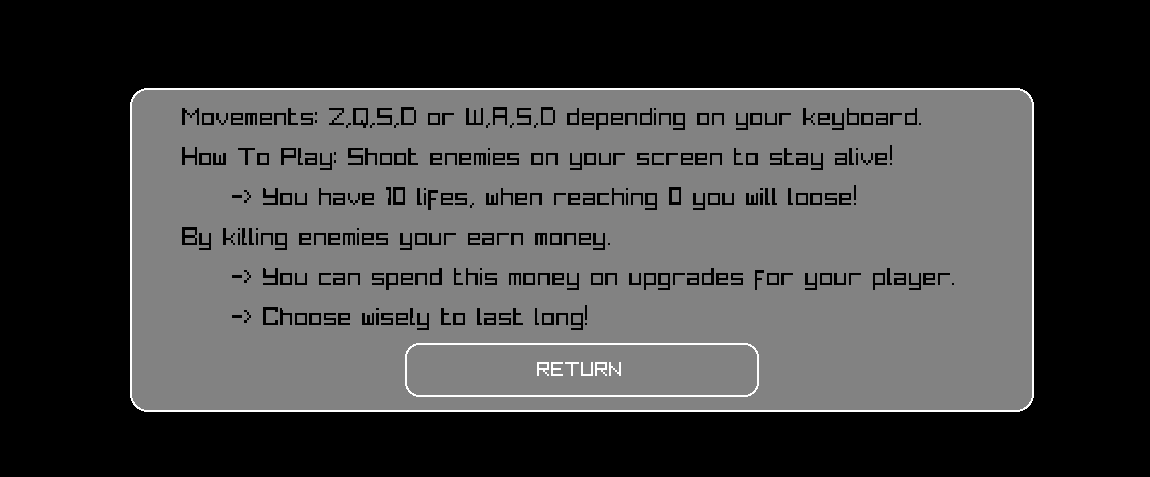 Movements: Z,Q,S,D or W,A,S,D depending on your keyboard.
How To Play: Shoot enemies on your screen to stay alive!
-> You have 10 lifes, when reaching 0 you will loose!
By killing enemies your earn money.
-> You can spend this money on upgrades for your player.
-> Choose wisely to last long!
RETURN